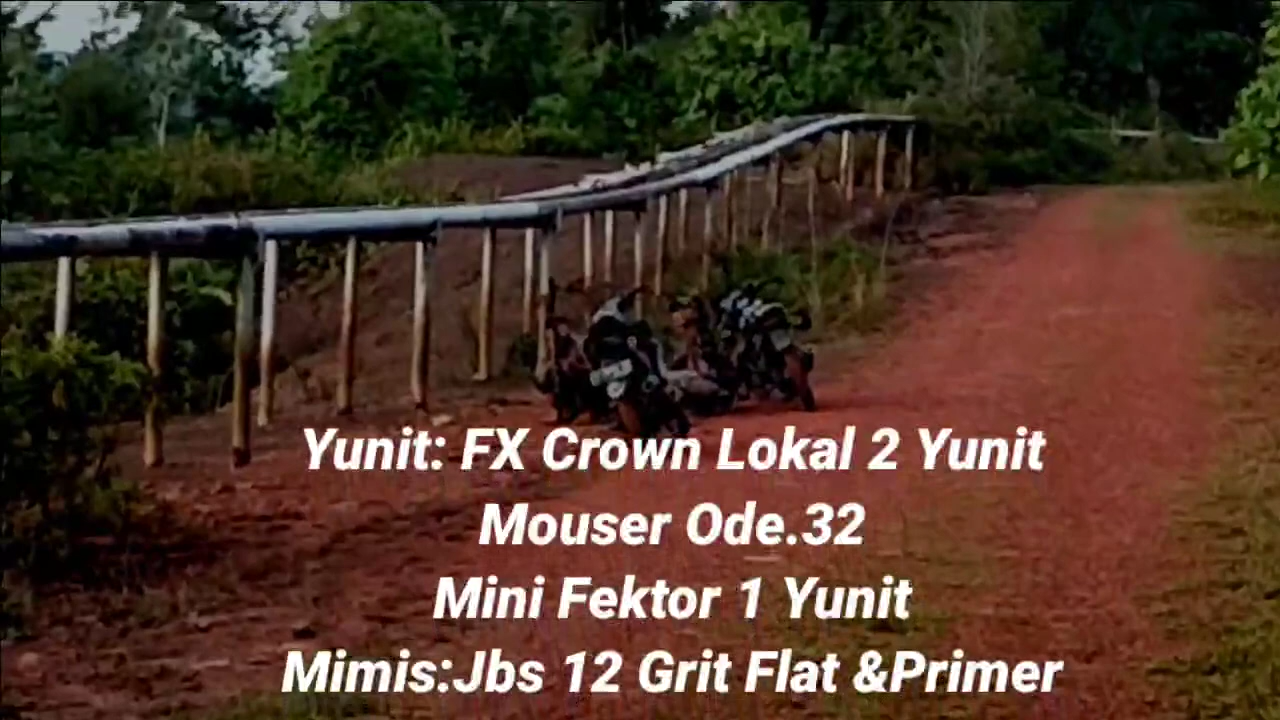 Yunit: FX Crown Lokal 2 Yunit
Mouser Ode.32
Mini Fektor 1 Yunit
Mimis:Jbs 12 Grit Flat &Primer